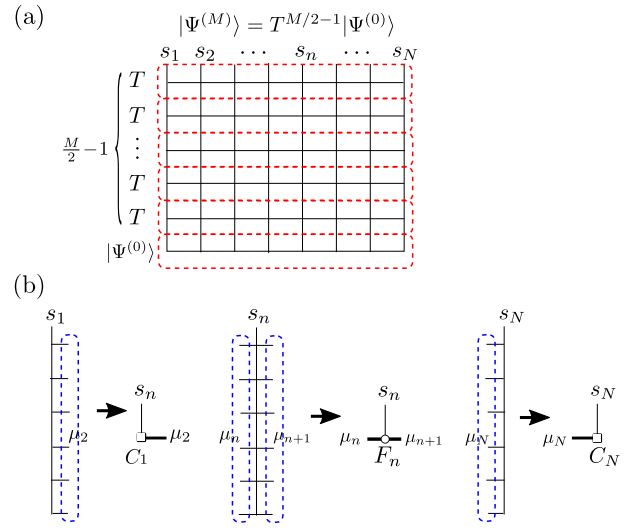 (a)
|Ψ^{(M)}⟩ = T^{M/2−1}|Ψ^{(0)}⟩
s_1 s_2 ⋯ s_n ⋯ s_N
T
T
M/2 −1 ⋮
T
T
|Ψ^{(0)}⟩
(b)
s_1 s_n s_N
s_n s_n s_N
μ_2 μ_2 μ_n μ_{n+1} μ_n μ_{n+1} μ_N μ_N
C_1 F_n C_N